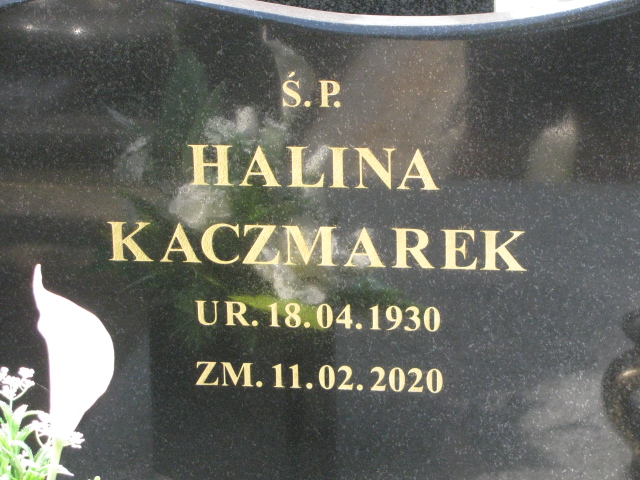 Ś.P.
HALINA
KACZMAREK
UR.18.04.1930
ZM.11.02.2020